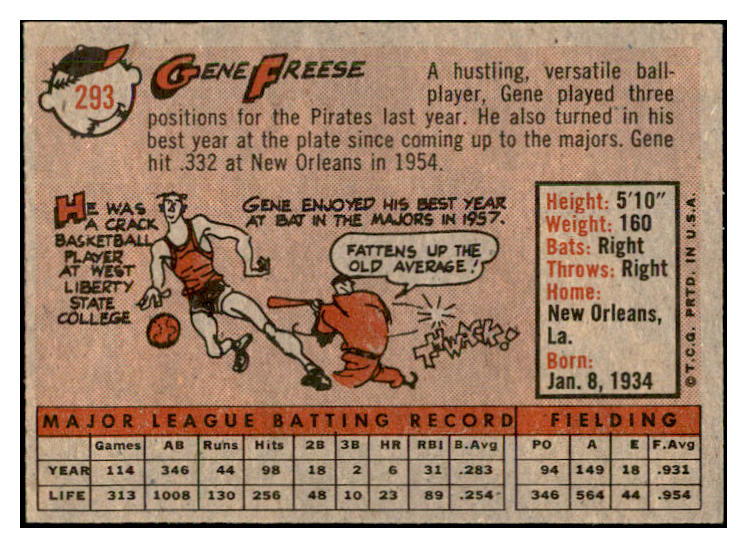 293
GENE FREESE
A hustling, versatile ball-
player, Gene played three
positions for the Pirates last year. He also turned in his
best year at the plate since coming up to the majors. Gene
hit .332 at New Orleans in 1954.
HE WAS
A CRACK
BASKETBALL
PLAYER
AT WEST
LIBERTY
STATE
COLLEGE
GENE ENJOYED HIS BEST YEAR
AT BAT IN THE MAJORS IN 1957.
FATTENS UP THE
OLD AVERAGE!
THWACK!
Height: 5'10"
Weight: 160
Bats: Right
Throws: Right
Home:
New Orleans,
La.
Born:
Jan. 8, 1934
©T.C.G. PRTD. IN U.S.A.
MAJOR LEAGUE BATTING RECORD FIELDING
Games AB Runs Hits 2B 3B HR RBI B.Avg PO A E F.Avg
YEAR 114 346 44 98 18 2 6 31 .283 94 149 18 .931
LIFE 313 1008 130 256 48 10 23 89 .254 346 564 44 .954